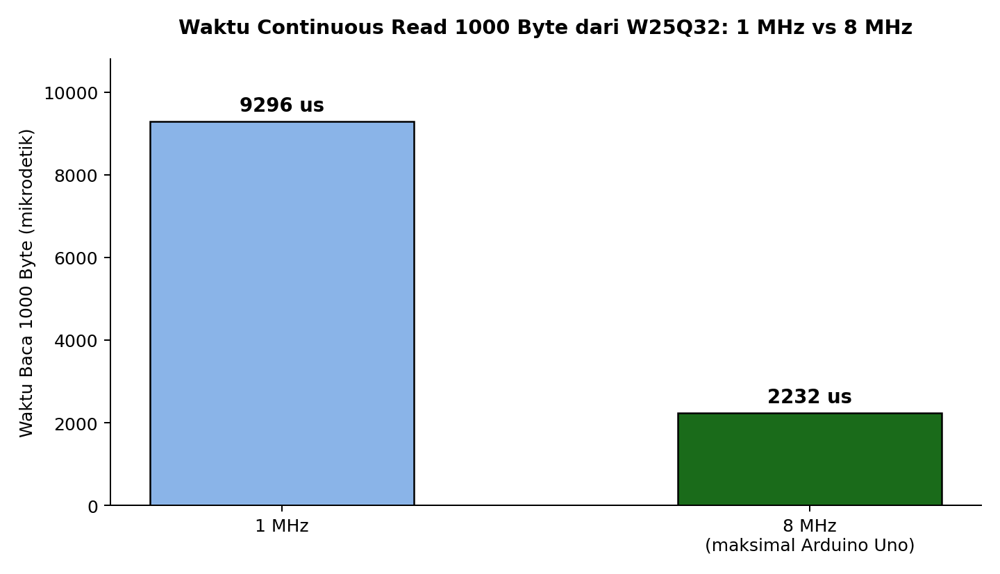 Waktu Continuous Read 1000 Byte dari W25Q32: 1 MHz vs 8 MHz
Waktu Baca 1000 Byte (mikrodetik)
10000
8000
6000
4000
2000
0
9296 us
2232 us
1 MHz
8 MHz
(maksimal Arduino Uno)